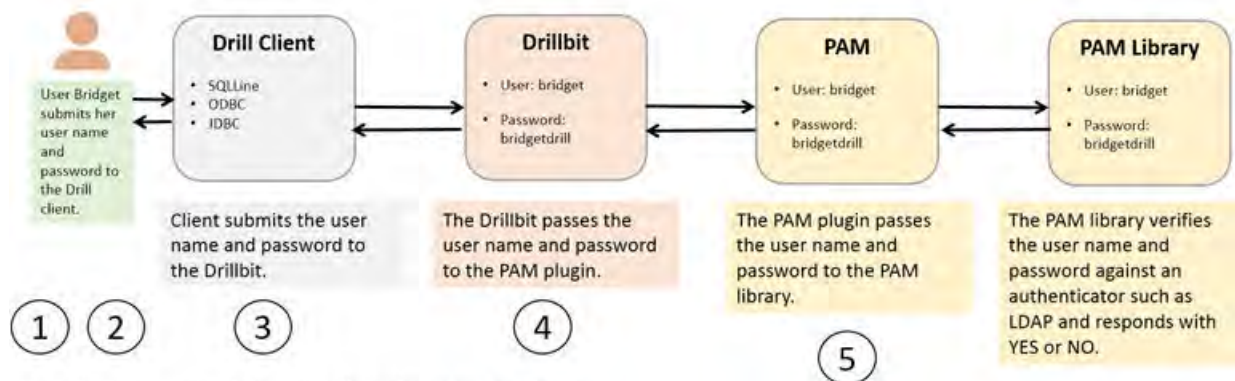 User Bridget
submits her
user name
and
password to
the Drill
client.
Drill Client
• SQLLine
• ODBC
• JDBC
Client submits the user
name and password to
the Drillbit.
Drillbit
• User: bridget
• Password:
bridgetdrill
The Drillbit passes the
user name and password
to the PAM plugin.
PAM
• User: bridget
• Password:
bridgetdrill
The PAM plugin passes
the user name and
password to the PAM
library.
PAM Library
• User: bridget
• Password:
bridgetdrill
The PAM library verifies
the user name and
password against an
authenticator such as
LDAP and responds with
YES or NO.
1 2 3 4 5